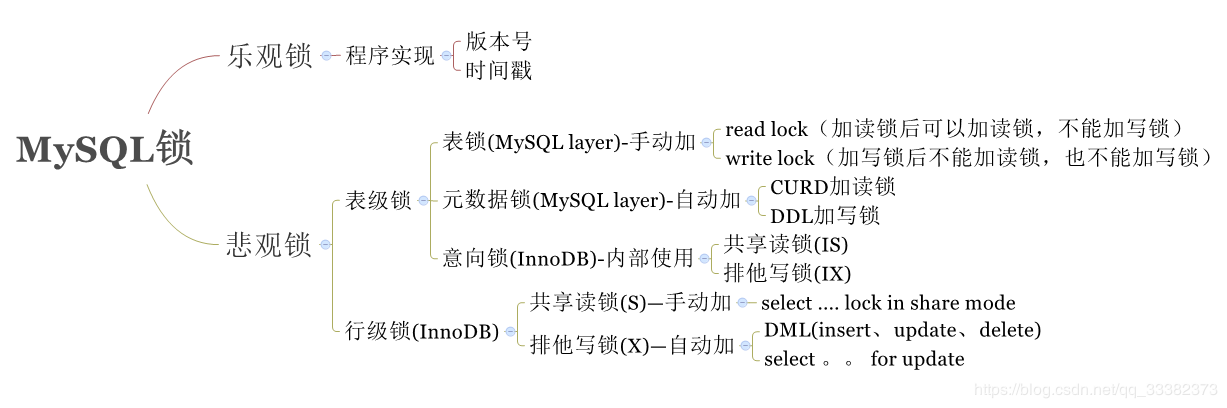 MySQL锁
乐观锁
程序实现
版本号
时间戳
悲观锁
表级锁
表锁(MySQL layer)-手动加
read lock（加读锁后可以加读锁，不能加写锁）
write lock（加写锁后不能加读锁，也不能加写锁）
元数据锁(MySQL layer)-自动加
CURD加读锁
DDL加写锁
意向锁(InnoDB)-内部使用
共享读锁(IS)
排他写锁(IX)
行级锁(InnoDB)
共享读锁(S)—手动加
select .... lock in share mode
排他写锁(X)—自动加
DML(insert、update、delete)
select 。。 for update
https://blog.csdn.net/qq_33382373